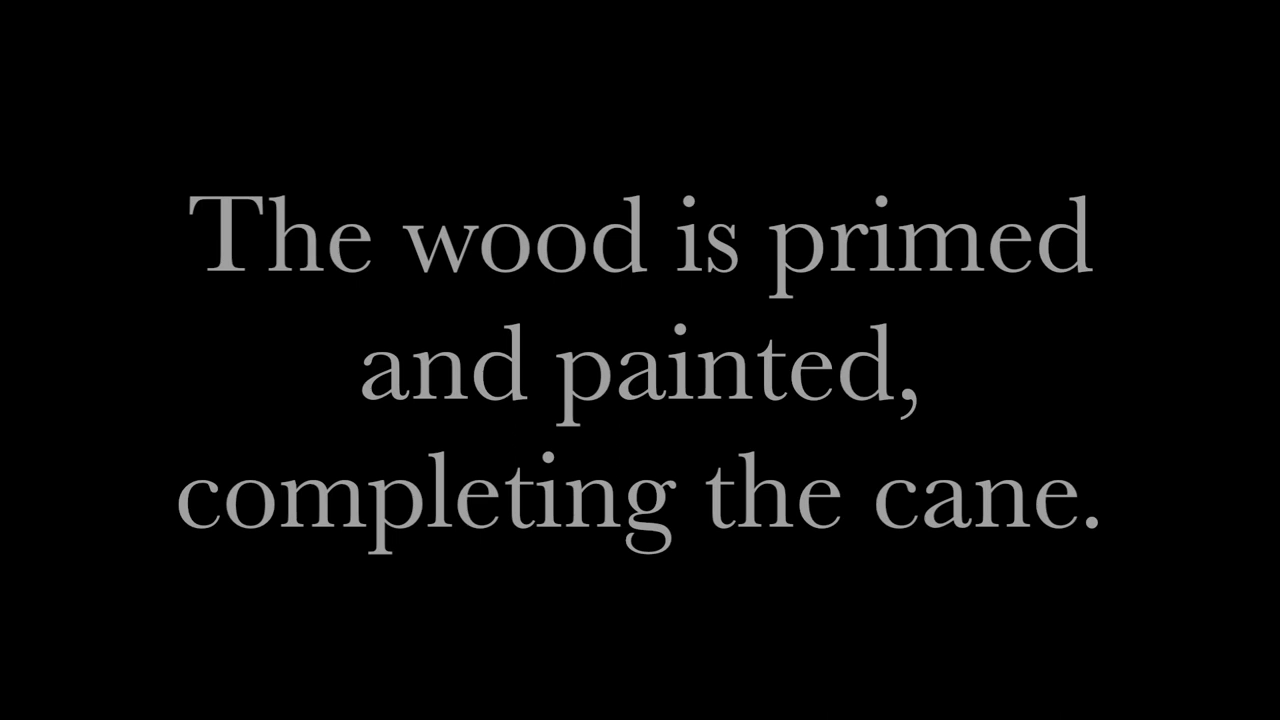 The wood is primed
and painted,
completing the cane.